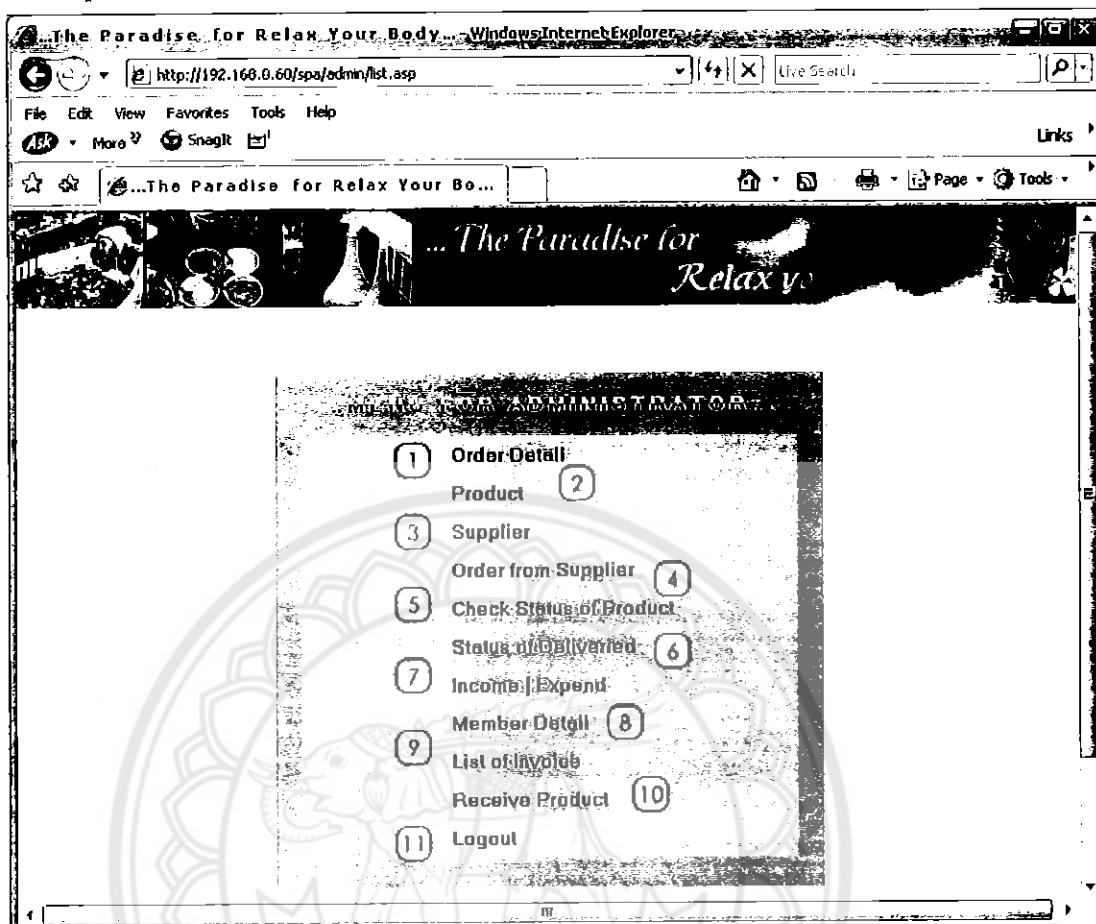 ...The Paradise for Relax Your Body... - Windows Internet Explorer
http://192.168.0.60/spa/admin/list.asp
Live Search
File Edit View Favorites Tools Help
Ask More » SnagIt
Links
...The Paradise for Relax Your Bo...
Page Tools
... The Paradise for
Relax yo
FOR ADMINISTRATOR
1 Order Detail
Product 2
3 Supplier
Order from Supplier 4
5 Check Status of Product
Status of Deliveried 6
7 Income | Expend
Member Detail 8
9 List of Invoice
Receive Product 10
11 Logout